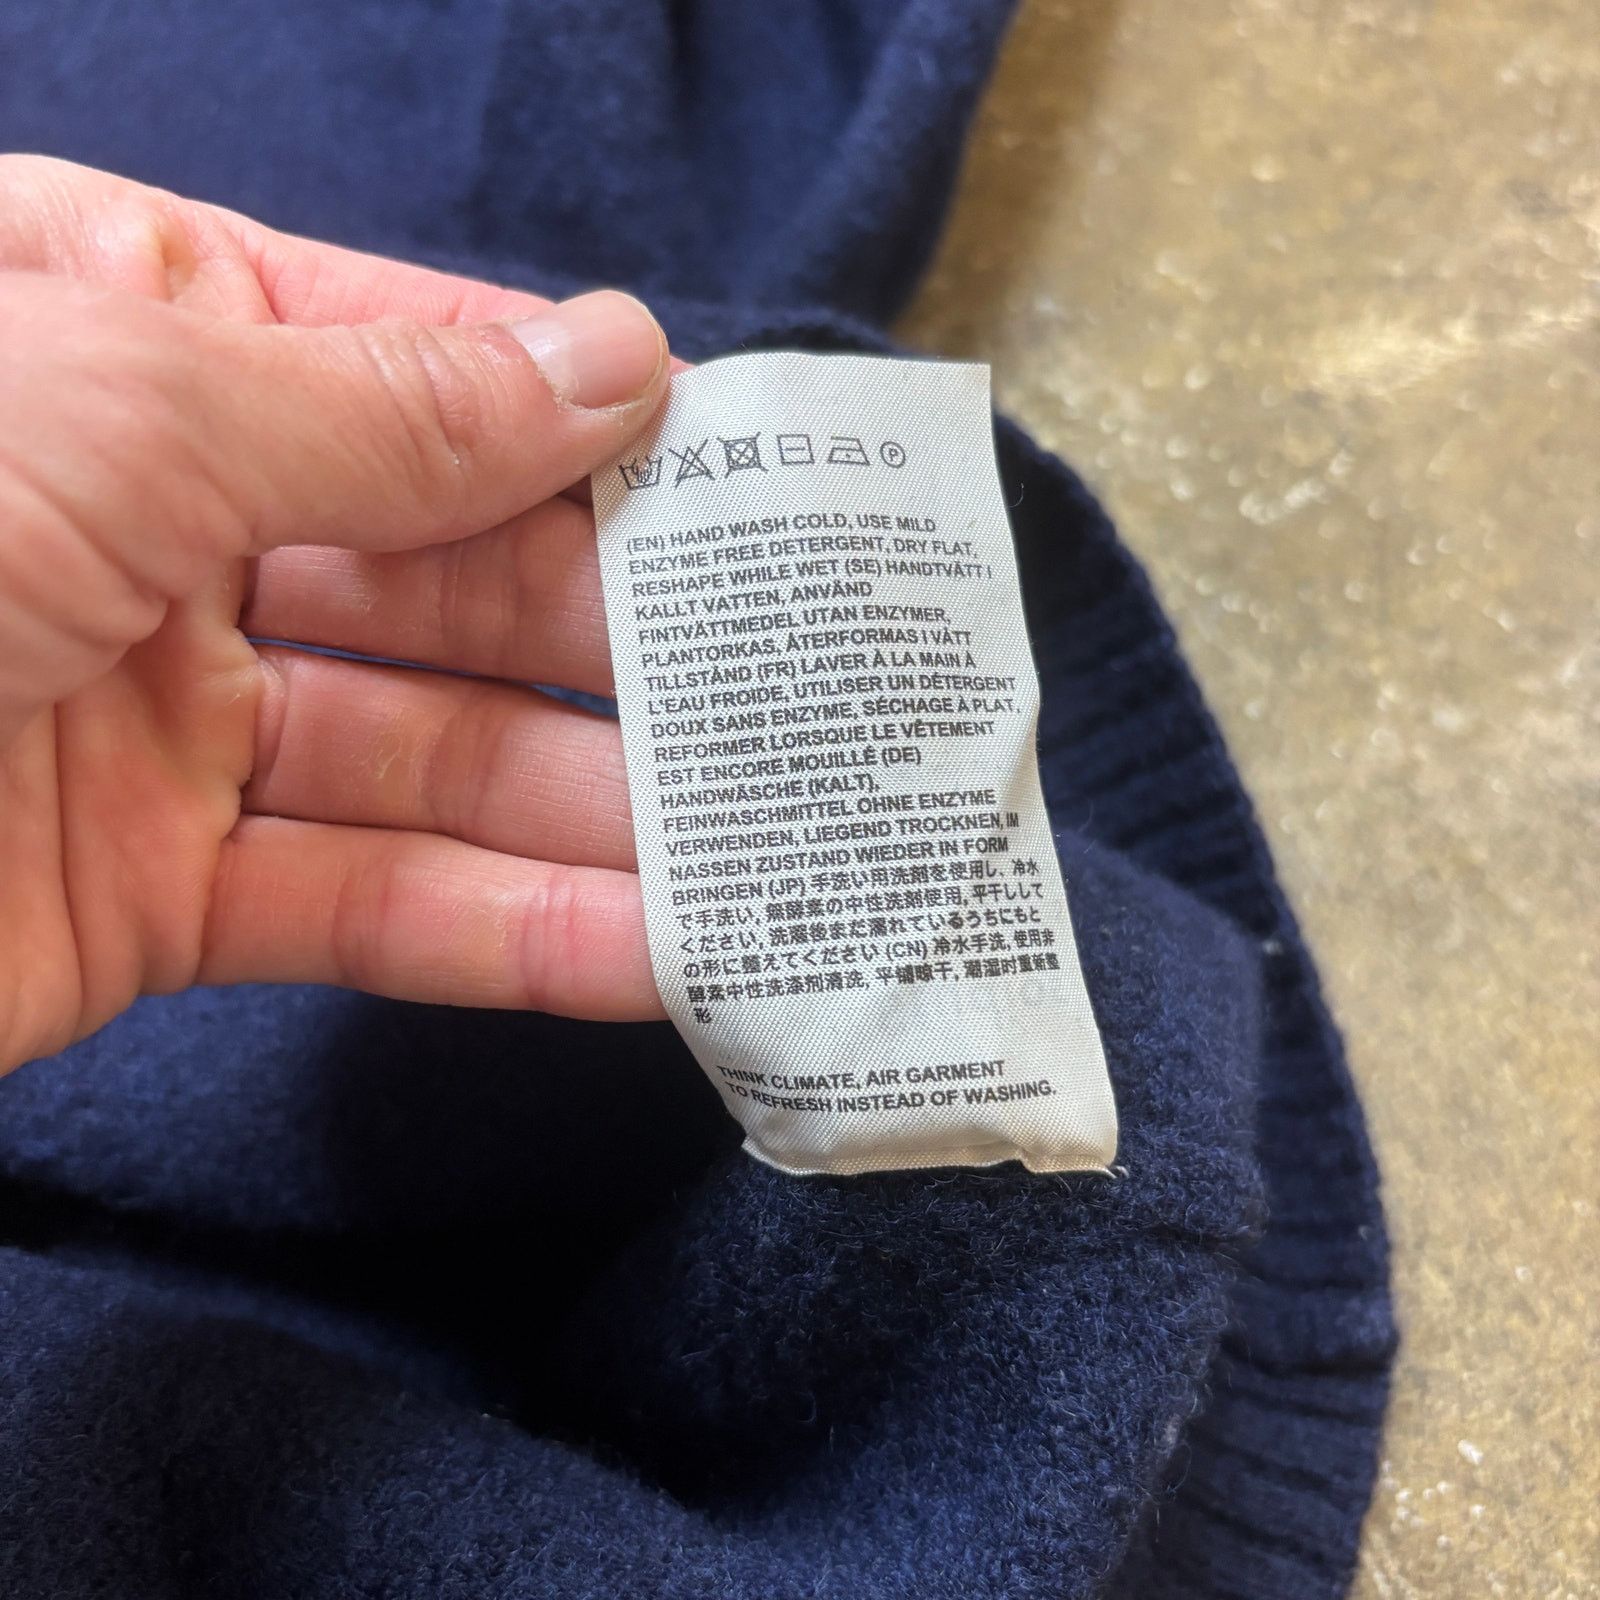 P
(EN) HAND WASH COLD, USE MILD
ENZYME FREE DETERGENT, DRY FLAT,
RESHAPE WHILE WET (SE) HANDTVÄTT I
KALLT VATTEN, ANVÄND
FINTVÄTTMEDEL UTAN ENZYMER,
PLANTORKAS, ÅTERFORMAS I VÅTT
TILLSTÅND (FR) LAVER À LA MAIN À
L'EAU FROIDE, UTILISER UN DÉTERGENT
DOUX SANS ENZYME, SÉCHAGE À PLAT,
REFORMER LORSQUE LE VÊTEMENT
EST ENCORE MOUILLÉ (DE)
HANDWÄSCHE (KALT),
FEINWASCHMITTEL OHNE ENZYME
VERWENDEN, LIEGEND TROCKNEN, IM
NASSEN ZUSTAND WIEDER IN FORM
BRINGEN (JP) 手洗い用洗剤を使用し、冷水
で手洗い, 無酵素の中性洗剤使用, 平干しして
ください, 洗濯後まだ濡れているうちにもと
の形に整えてください (CN) 冷水手洗, 使用非
酵素中性洗涤剂清洗, 平铺晾干, 潮湿时重新整
形
THINK CLIMATE, AIR GARMENT
TO REFRESH INSTEAD OF WASHING.